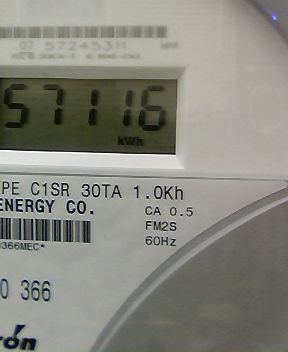 07 57245311
57116
kWh
PE C1SR 30TA 1.0Kh
ENERGY CO.
CA 0.5
FM2S
60Hz
366MEC*
0 366
rón